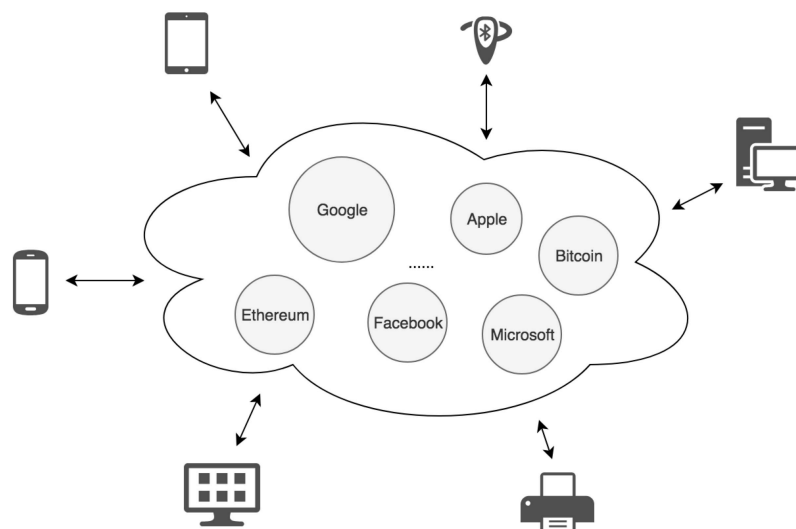 Google
Apple
Bitcoin
......
Ethereum
Facebook
Microsoft